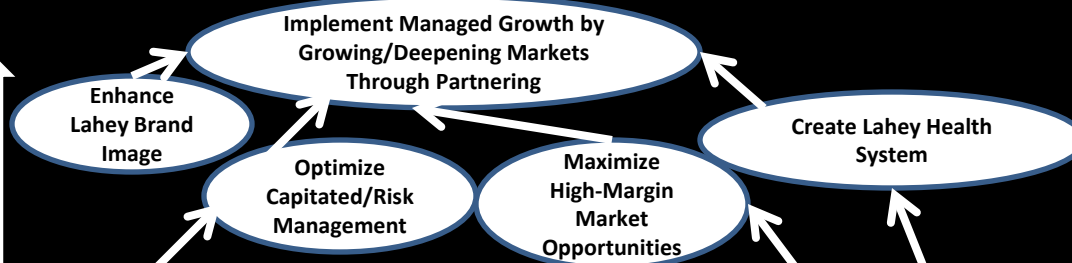 Implement Managed Growth by
Growing/Deepening Markets
Through Partnering
Enhance
Lahey Brand
Image
Optimize
Capitated/Risk
Management
Maximize
High-Margin
Market
Opportunities
Create Lahey Health
System